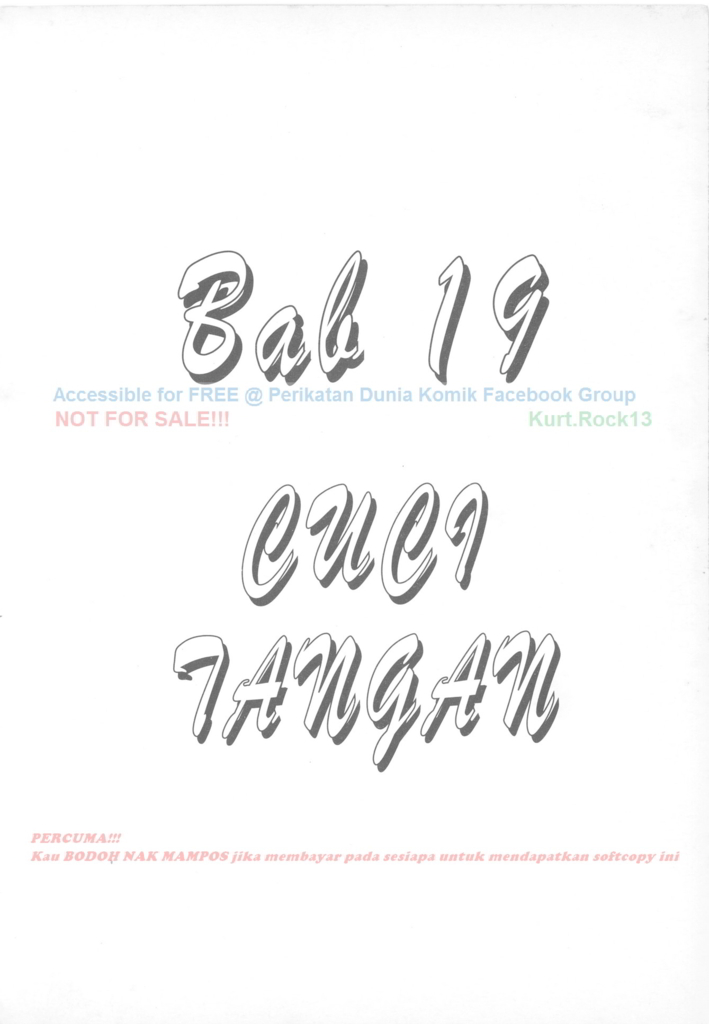 Bab 19
Accessible for FREE @ Perikatan Dunia Komik Facebook Group
NOT FOR SALE!!! Kurt.Rock13
CUCI
TANGAN
PERCUMA!!!
Kau BODOH NAK MAMPOS jika membayar pada sesiapa untuk mendapatkan softcopy ini